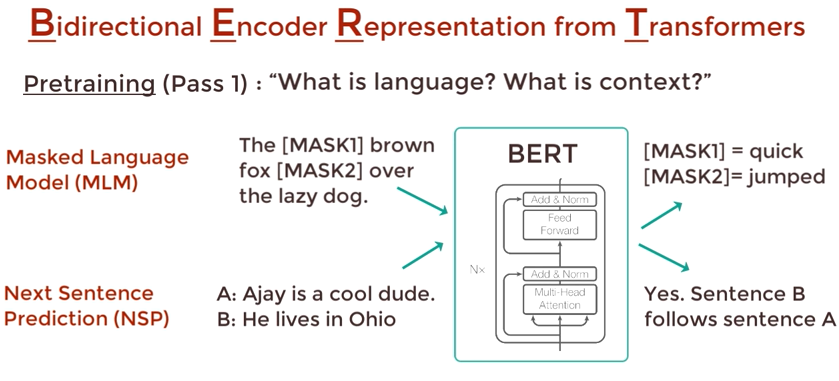 Bidirectional Encoder Representation from Transformers
Pretraining (Pass 1) : “What is language? What is context?”
Masked Language
Model (MLM)
The [MASK1] brown
fox [MASK2] over
the lazy dog.
BERT
Add & Norm
Feed
Forward
Nx
Add & Norm
Multi-Head
Attention
[MASK1] = quick
[MASK2]= jumped
Next Sentence
Prediction (NSP)
A: Ajay is a cool dude.
B: He lives in Ohio
Yes. Sentence B
follows sentence A